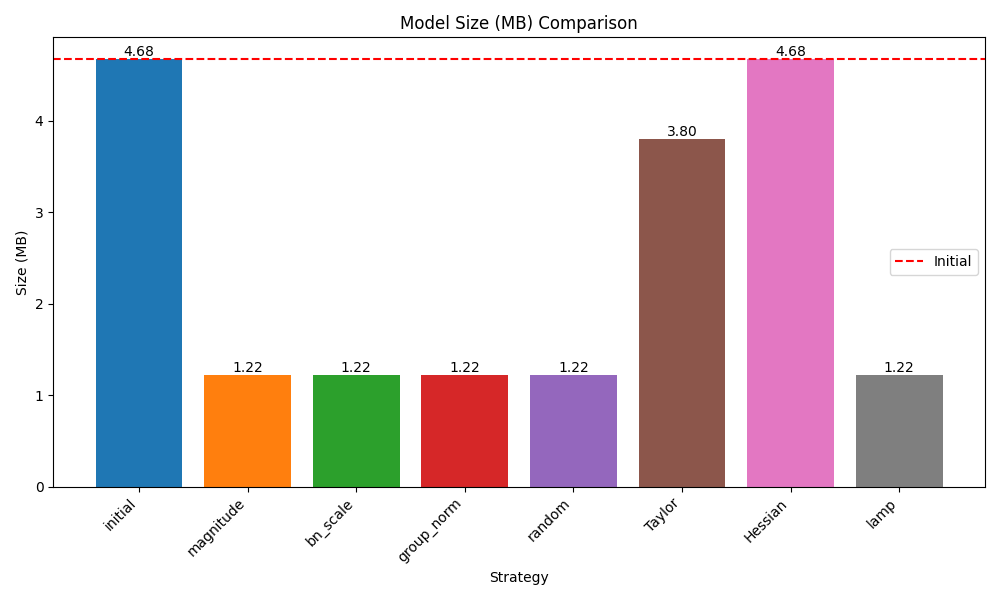 Model Size (MB) Comparison
Size (MB)
4
3
2
1
0
4.68
1.22
1.22
1.22
1.22
3.80
4.68
1.22
Initial
initial
magnitude
bn_scale
group_norm
random
Taylor
Hessian
lamp
Strategy